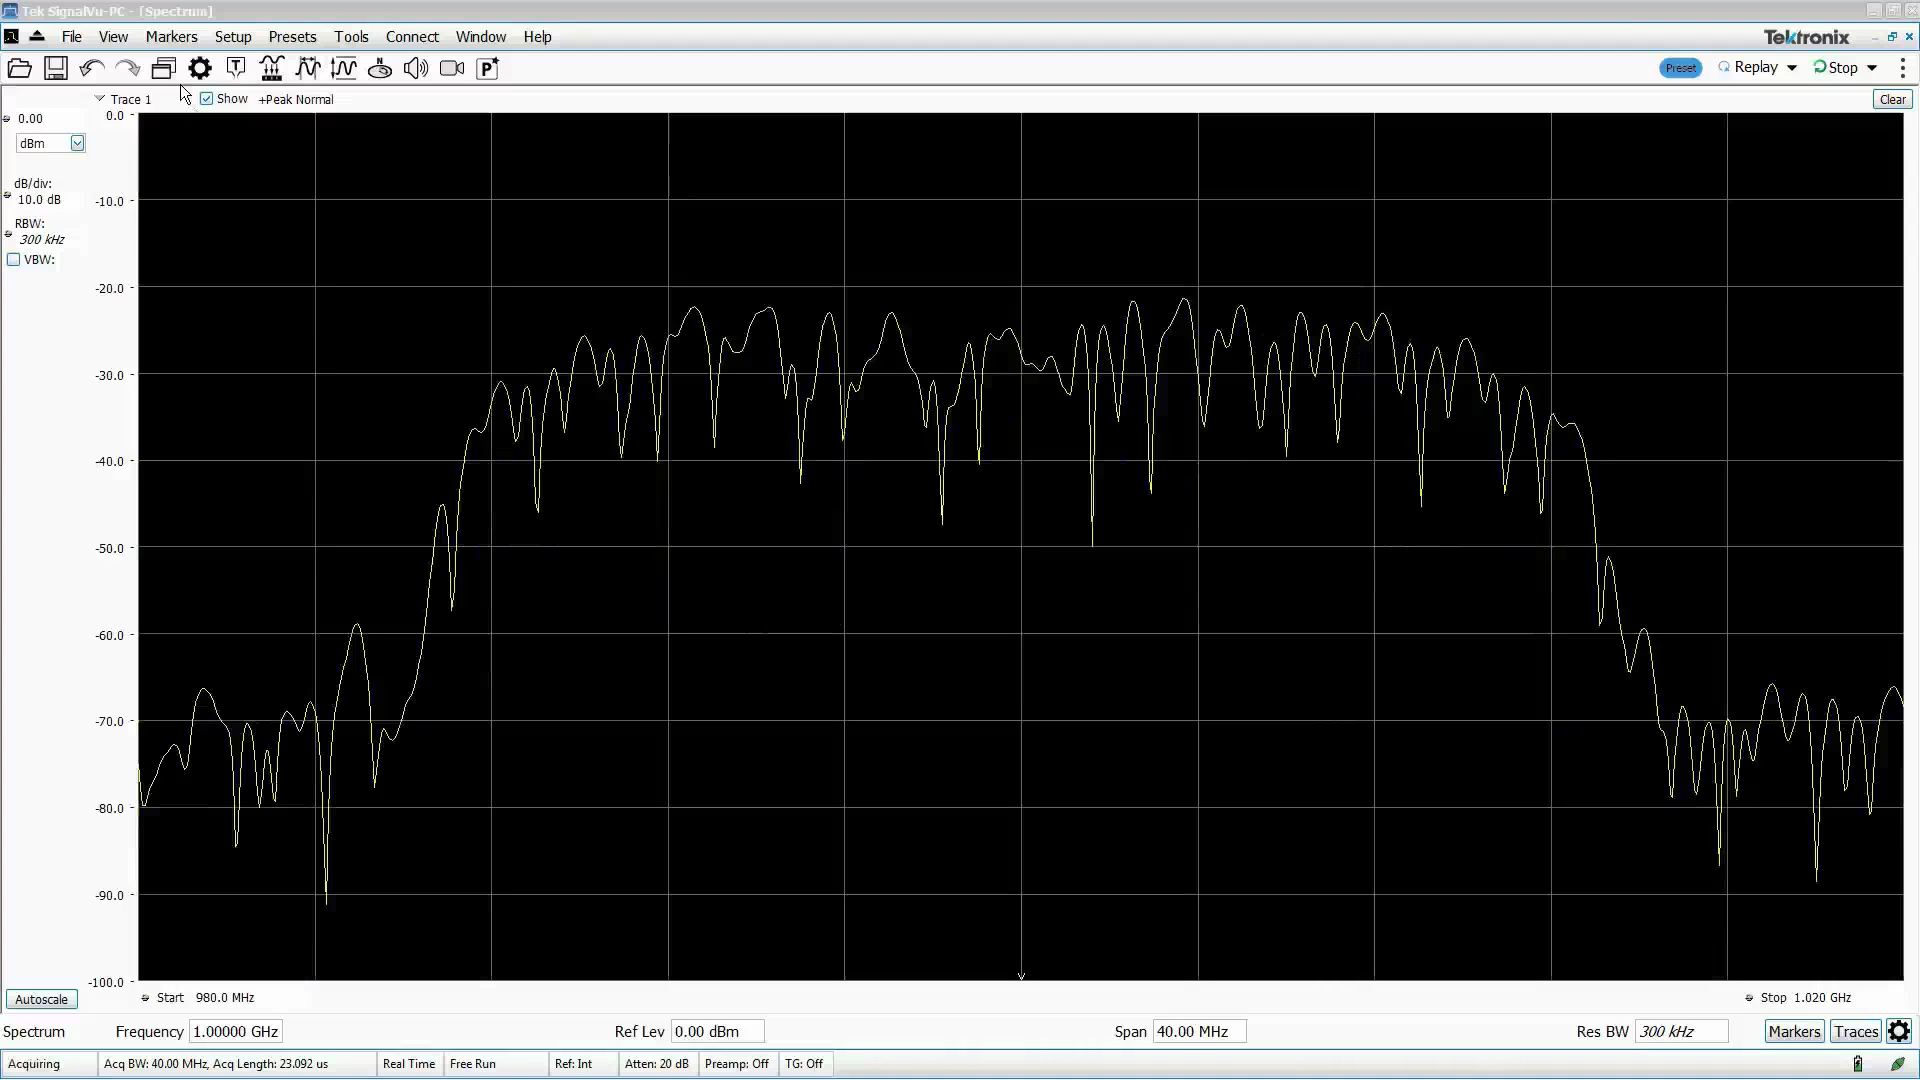 Tek SignalVu-PC - [Spectrum]
File View Markers Setup Presets Tools Connect Window Help
Tektronix
T P
Preset Replay Stop
Trace 1 Show +Peak Normal Clear
0.00
dBm
dB/div:
10.0 dB
RBW:
300 kHz
VBW:
0.0
-10.0
-20.0
-30.0
-40.0
-50.0
-60.0
-70.0
-80.0
-90.0
-100.0
Autoscale Start 980.0 MHz Stop 1.020 GHz
Spectrum Frequency 1.00000 GHz Ref Lev 0.00 dBm Span 40.00 MHz Res BW 300 kHz Markers Traces
Acquiring Acq BW: 40.00 MHz, Acq Length: 23.092 us Real Time Free Run Ref: Int Atten: 20 dB Preamp: Off TG: Off